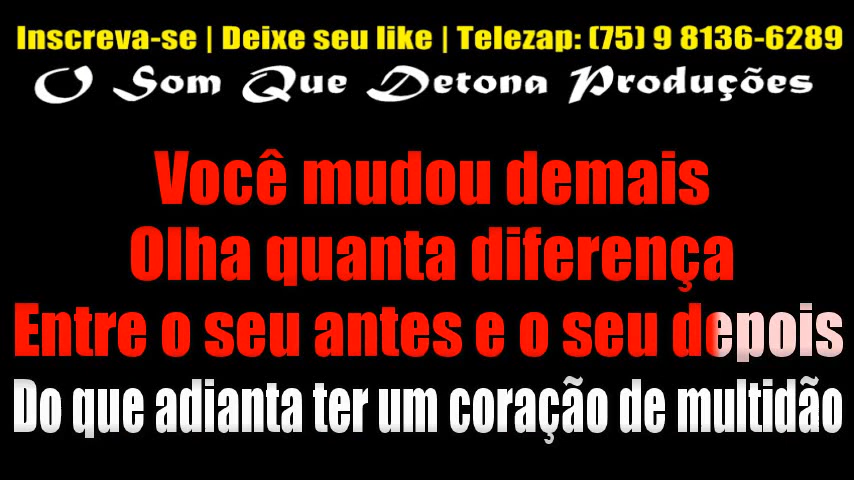 Inscreva-se | Deixe seu like | Telezap: (75) 9 8136-6289
O Som Que Detona Produções
Você mudou demais
Olha quanta diferença
Entre o seu antes e o seu depois
Do que adianta ter um coração de multidão